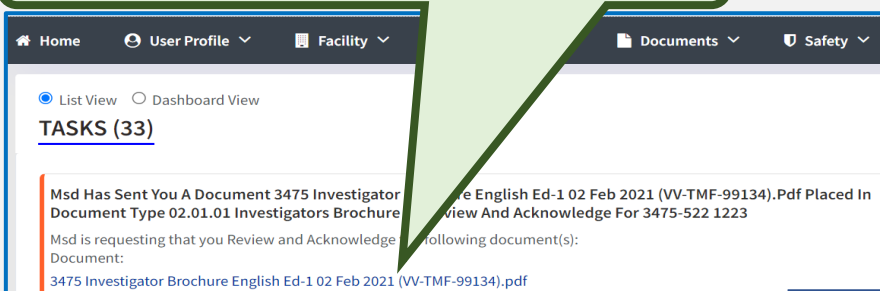 Home User Profile Facility Documents Safety
List View Dashboard View
TASKS (33)
Msd Has Sent You A Document 3475 Investigator re English Ed-1 02 Feb 2021 (VV-TMF-99134).Pdf Placed In
Document Type 02.01.01 Investigators Brochure view And Acknowledge For 3475-522 1223
Msd is requesting that you Review and Acknowledge following document(s):
Document:
3475 Investigator Brochure English Ed-1 02 Feb 2021 (VV-TMF-99134).pdf